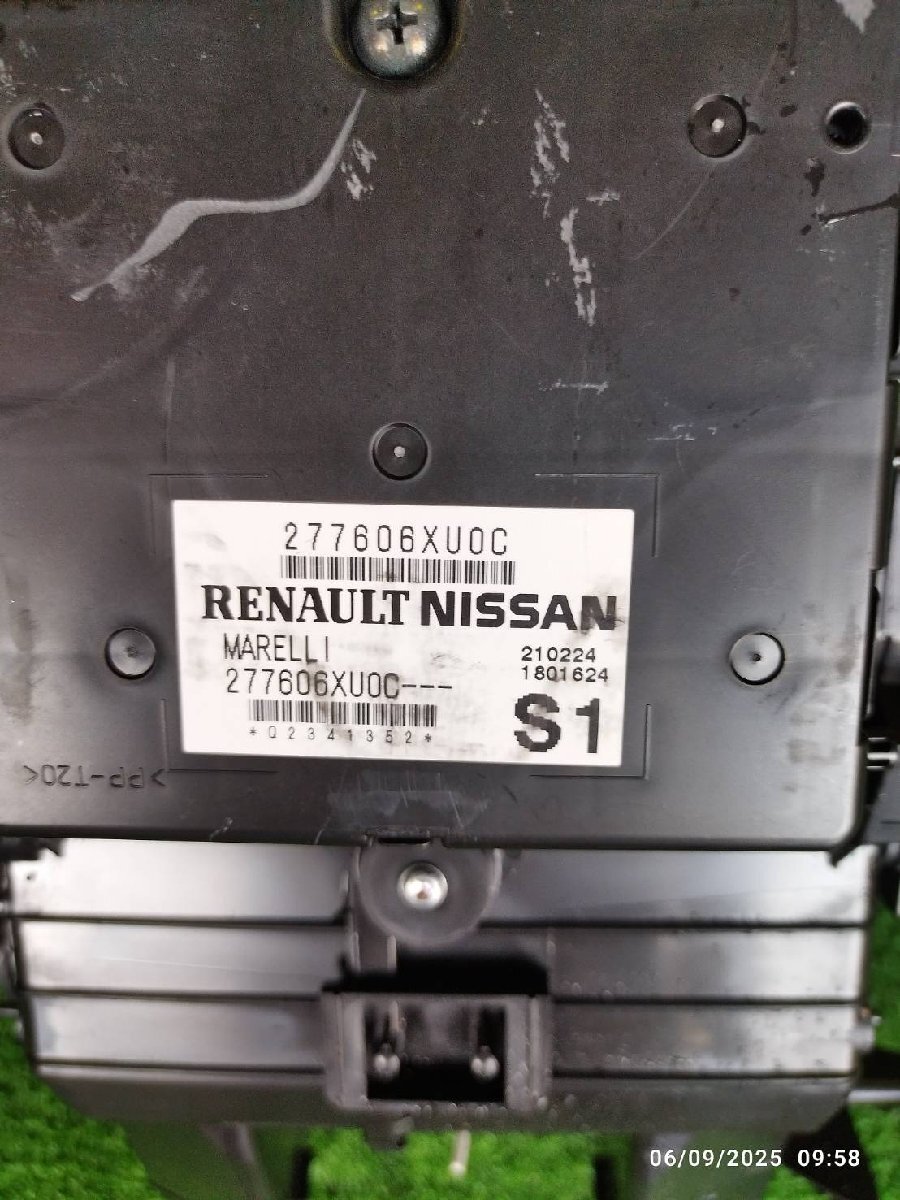 277606XU0C
RENAULT NISSAN
MARELLI
210224
277606XU0C---
1801624
S1
*02341352*
>PP-T20<
06/09/2025 09:58